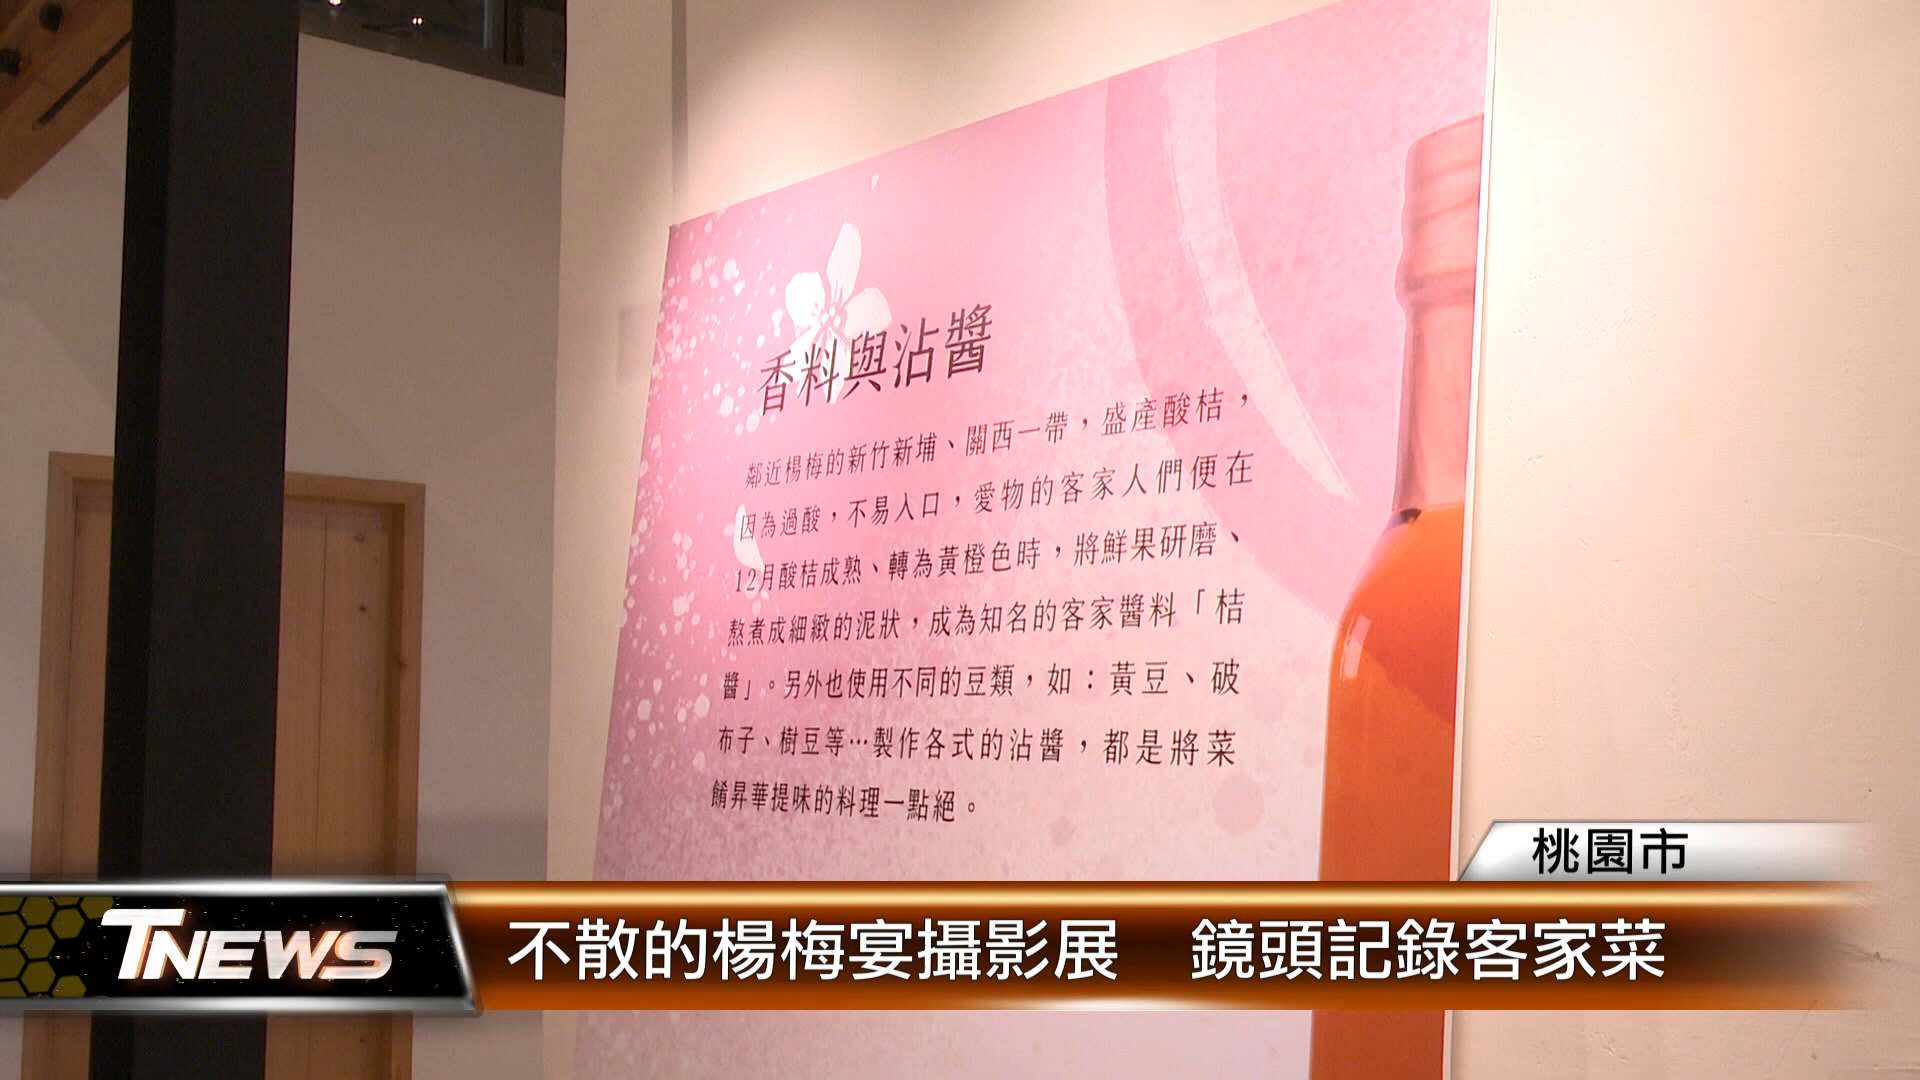 香料與沾醬
鄰近楊梅的新竹新埔、關西一帶，盛產酸桔，
因為過酸，不易入口，愛物的客家人們便在
12月酸桔成熟、轉為黃橙色時，將鮮果研磨、
熬煮成細緻的泥狀，成為知名的客家醬料「桔
醬」。另外也使用不同的豆類，如：黃豆、破
布子、樹豆等…製作各式的沾醬，都是將菜
餚昇華提味的料理一點絕。
桃園市
TNEWS
不散的楊梅宴攝影展　鏡頭記錄客家菜